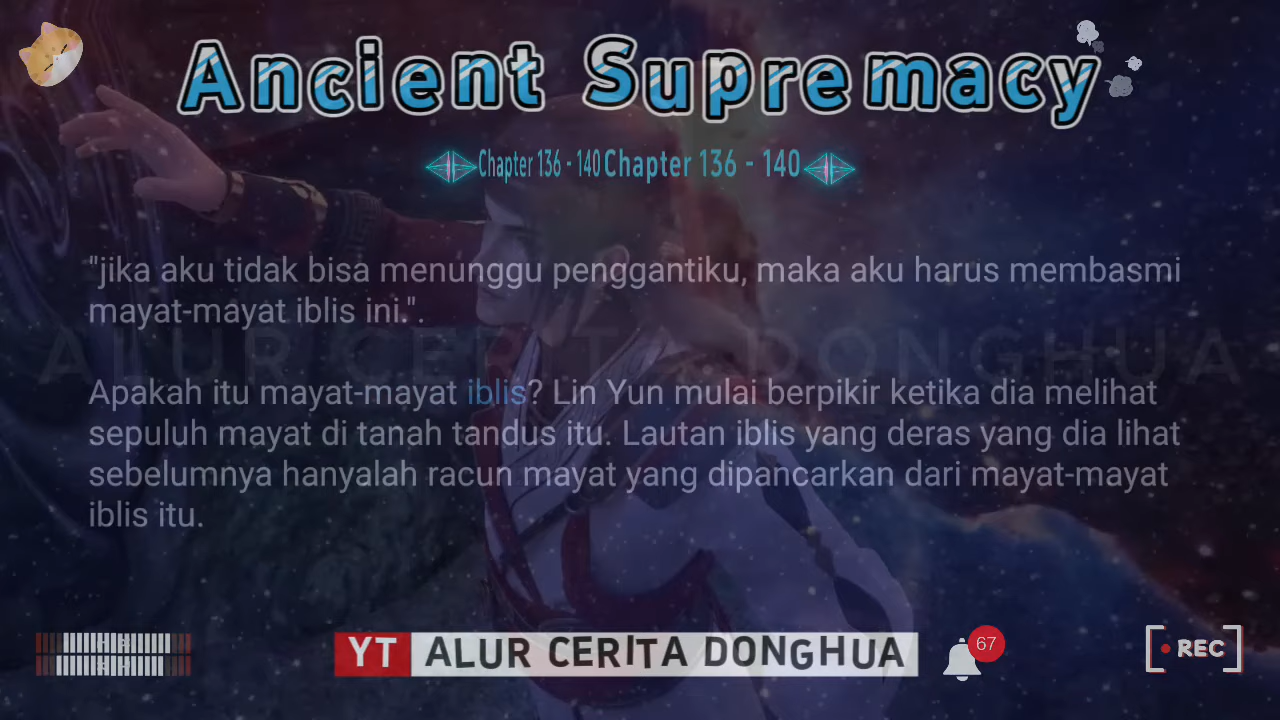 Ancient Supremacy
Chapter 136 - 140 Chapter 136 - 140
"jika aku tidak bisa menunggu penggantiku, maka aku harus membasmi
mayat-mayat iblis ini.".
ALUR CERITA DONGHUA
Apakah itu mayat-mayat iblis? Lin Yun mulai berpikir ketika dia melihat
sepuluh mayat di tanah tandus itu. Lautan iblis yang deras yang dia lihat
sebelumnya hanyalah racun mayat yang dipancarkan dari mayat-mayat
iblis itu.
YT ALUR CERITA DONGHUA
67
REC